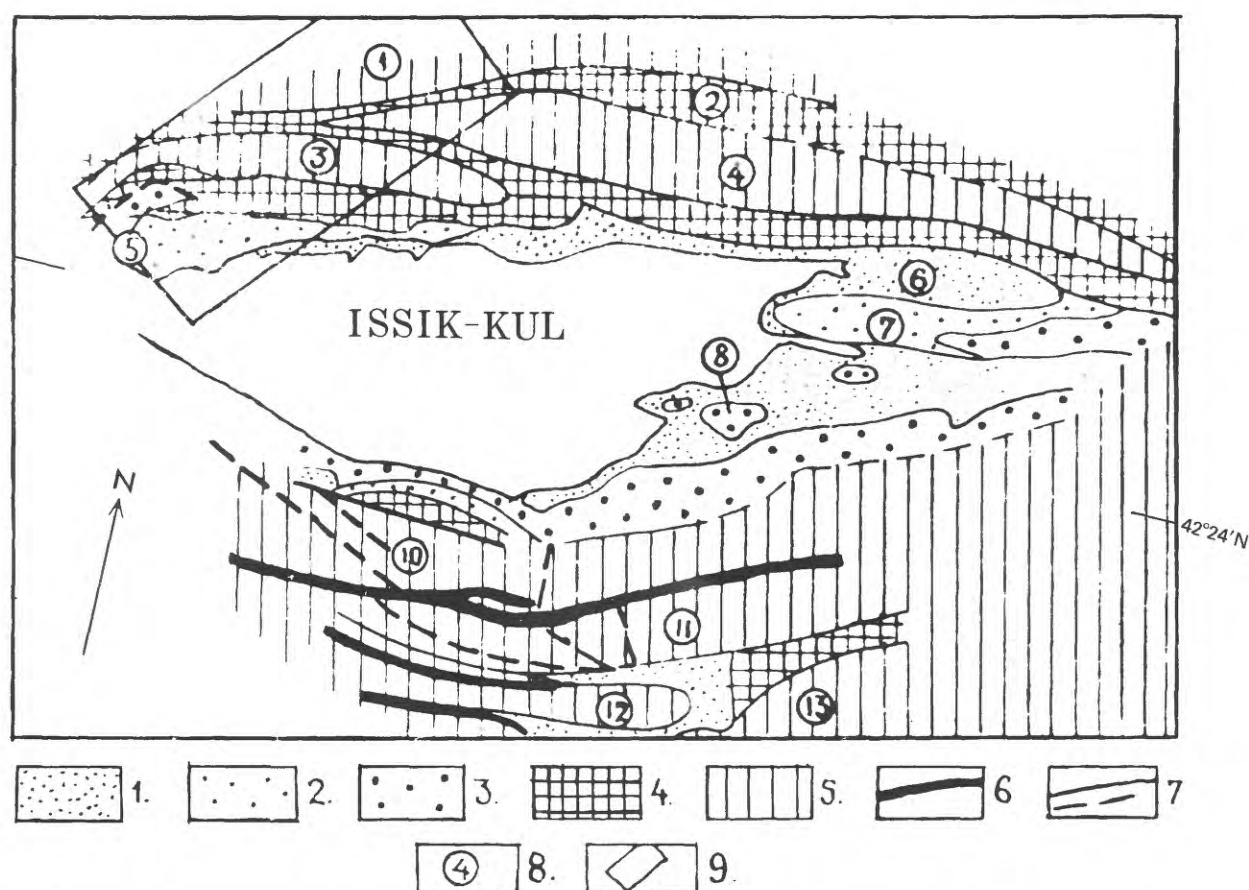 ①
②
③
④
⑤
⑥
ISSIK-KUL
⑦
⑧
N
42°24'N
⑩
⑪
⑫
⑬
1. 2. 3. 4. 5. 6 7
④ 8. 9.